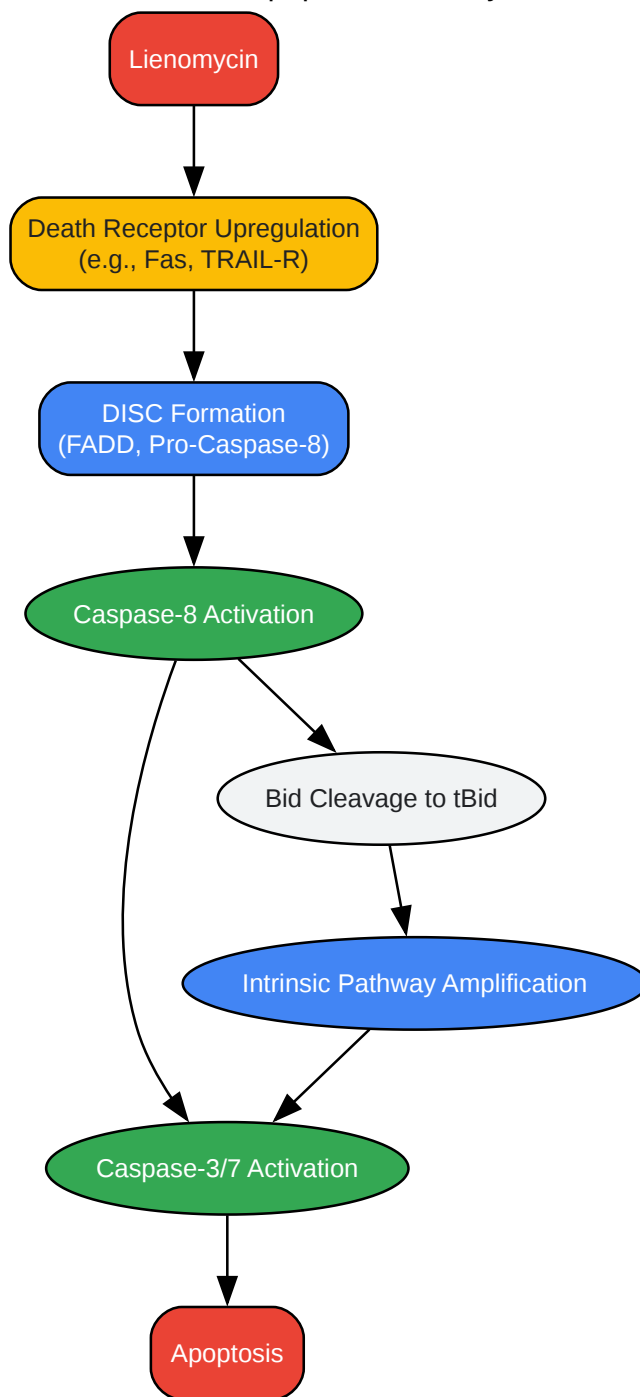 Lienomycin
Death Receptor Upregulation
(e.g., Fas, TRAIL-R)
DISC Formation
(FADD, Pro-Caspase-8)
Caspase-8 Activation
Bid Cleavage to tBid
Intrinsic Pathway Amplification
Caspase-3/7 Activation
Apoptosis